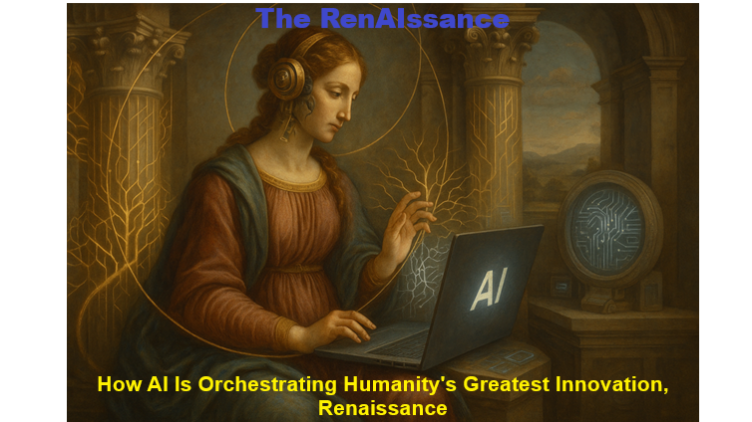 The RenAIssance
AI
How AI Is Orchestrating Humanity's Greatest Innovation,
Renaissance